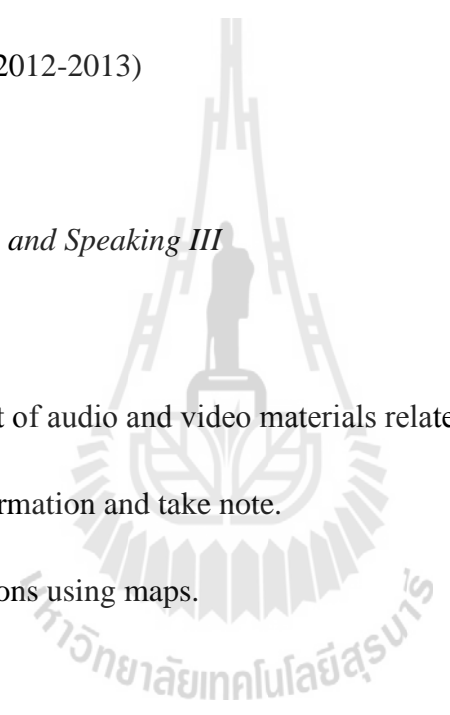 2012-2013)
and Speaking III
t of audio and video materials relate
rmation and take note.
ons using maps.
มหาวิทยาลัยเทคโนโลยีสุรนารี